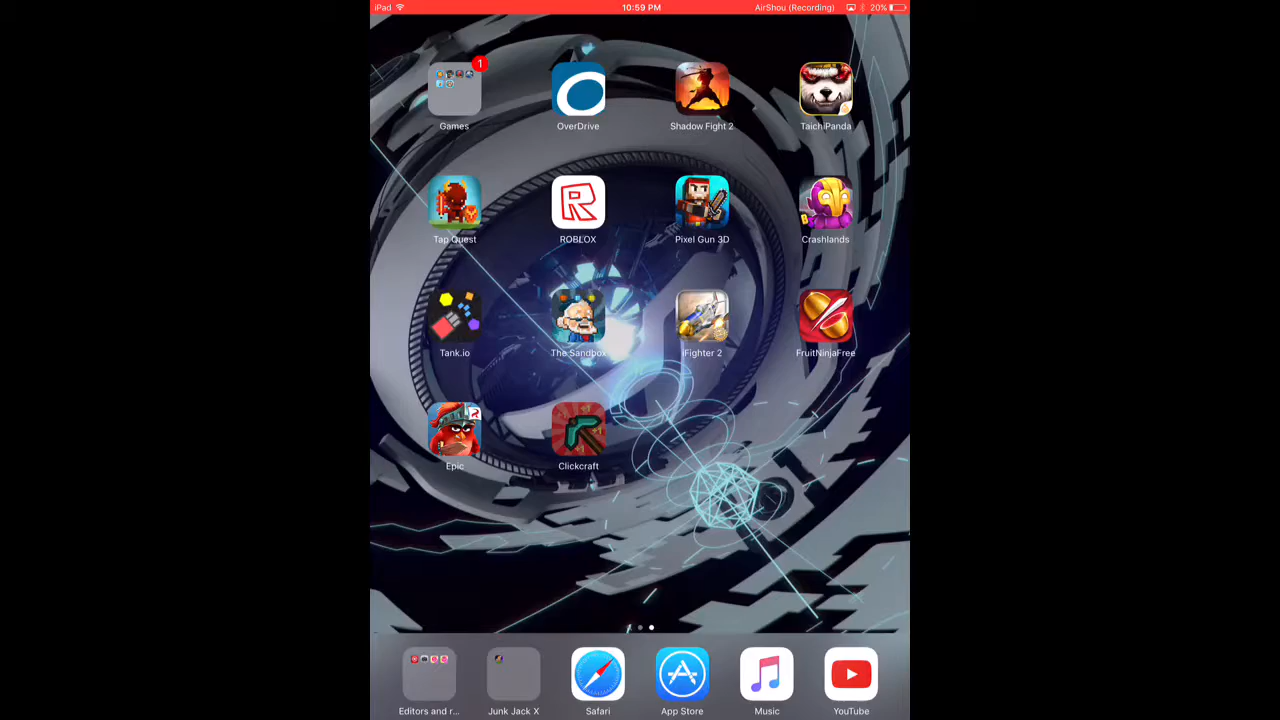 iPad 10:59 PM AirShou (Recording) 20%
1
Games OverDrive Shadow Fight 2 TaichiPanda
Tap Quest ROBLOX Pixel Gun 3D Crashlands
Tank.io The Sandbox iFighter 2 FruitNinjaFree
Epic Clickcraft
Editors and r... Junk Jack X Safari App Store Music YouTube